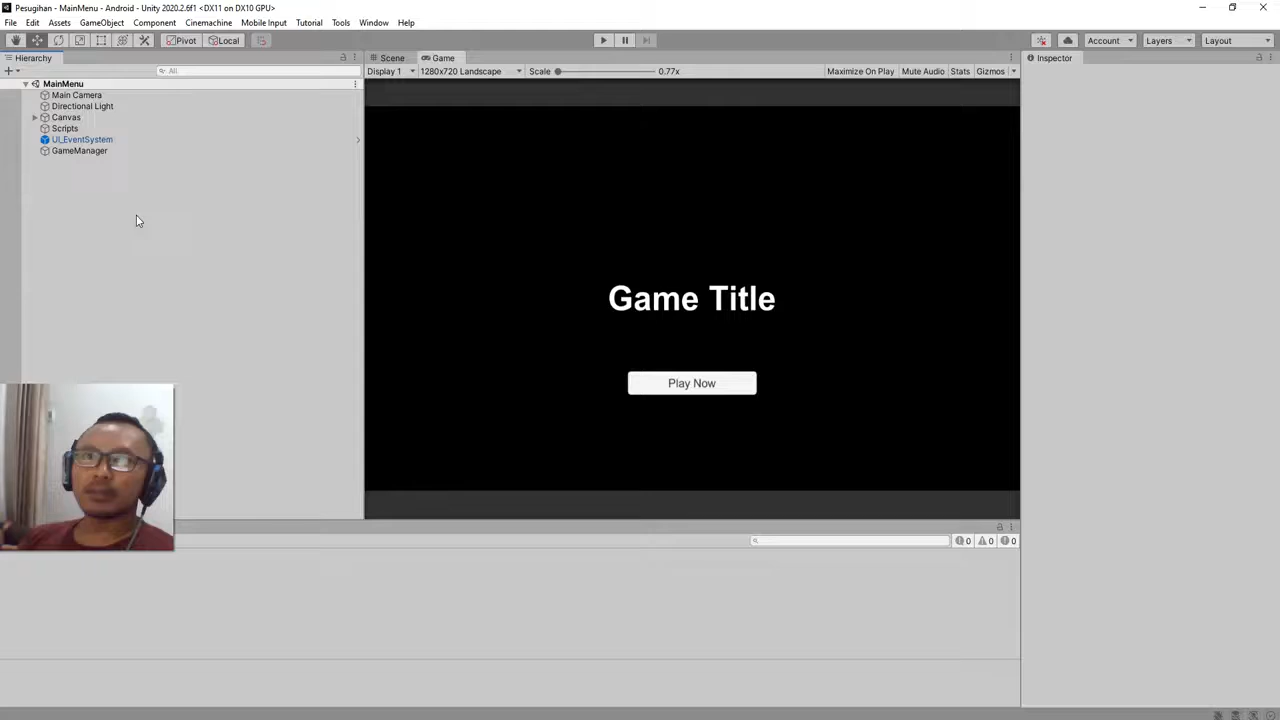 Pesugihan - MainMenu - Android - Unity 2020.2.6f1 <DX11 on DX10 GPU>
File Edit Assets GameObject Component Cinemachine Mobile Input Tutorial Tools Window Help
Pivot Local Account Layers Layout
Hierarchy Scene Game Inspector
All Display 1 1280x720 Landscape Scale 0.77x Maximize On Play Mute Audio Stats Gizmos
MainMenu
Main Camera
Directional Light
Canvas
Scripts
UI_EventSystem
GameManager
Game Title
Play Now
0 0 0